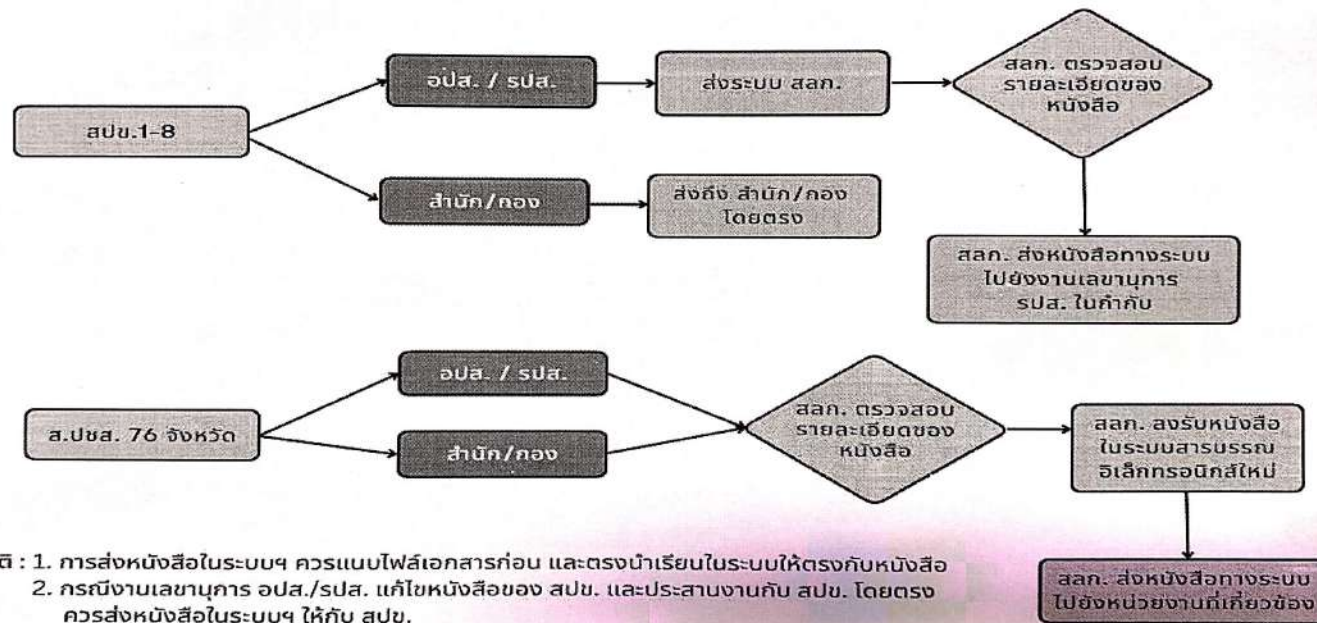 อปส. / รปส.
ส่งระบบ สลก.
สลก. ตรวจสอบ
รายละเอียดของ
หนังสือ
สปข.1-8
สำนัก/กอง
ส่งถึง สำนัก/กอง
โดยตรง
สลก. ส่งหนังสือทางระบบ
ไปยังงานเลขานุการ
รปส. ในกำกับ
อปส. / รปส.
ส.ปชส. 76 จังหวัด
สำนัก/กอง
สลก. ตรวจสอบ
รายละเอียดของ
หนังสือ
สลก. ลงรับหนังสือ
ในระบบสารบรรณ
อิเล็กทรอนิกส์ใหม่
ติ : 1. การส่งหนังสือในระบบฯ ควรแนบไฟล์เอกสารก่อน และตรงนำเรียนในระบบให้ตรงกับหนังสือ
2. กรณีงานเลขานุการ อปส./รปส. แก้ไขหนังสือของ สปข. และประสานงานกับ สปข. โดยตรง
ควรส่งหนังสือในระบบฯ ให้กับ สปข.
สลก. ส่งหนังสือทางระบบ
ไปยังหน่วยงานที่เกี่ยวข้อง